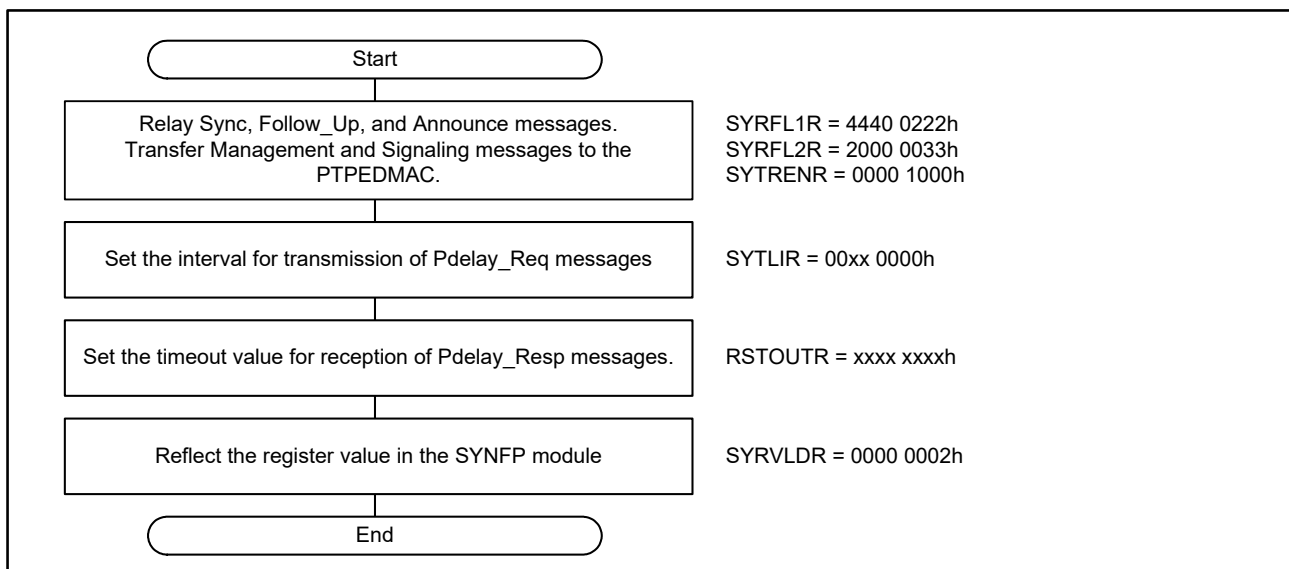 Start
Relay Sync, Follow_Up, and Announce messages.
Transfer Management and Signaling messages to the
PTPEDMAC.
SYRFL1R = 4440 0222h
SYRFL2R = 2000 0033h
SYTRENR = 0000 1000h
Set the interval for transmission of Pdelay_Req messages
SYTLIR = 00xx 0000h
Set the timeout value for reception of Pdelay_Resp messages.
RSTOUTR = xxxx xxxxh
Reflect the register value in the SYNFP module
SYRVLDR = 0000 0002h
End